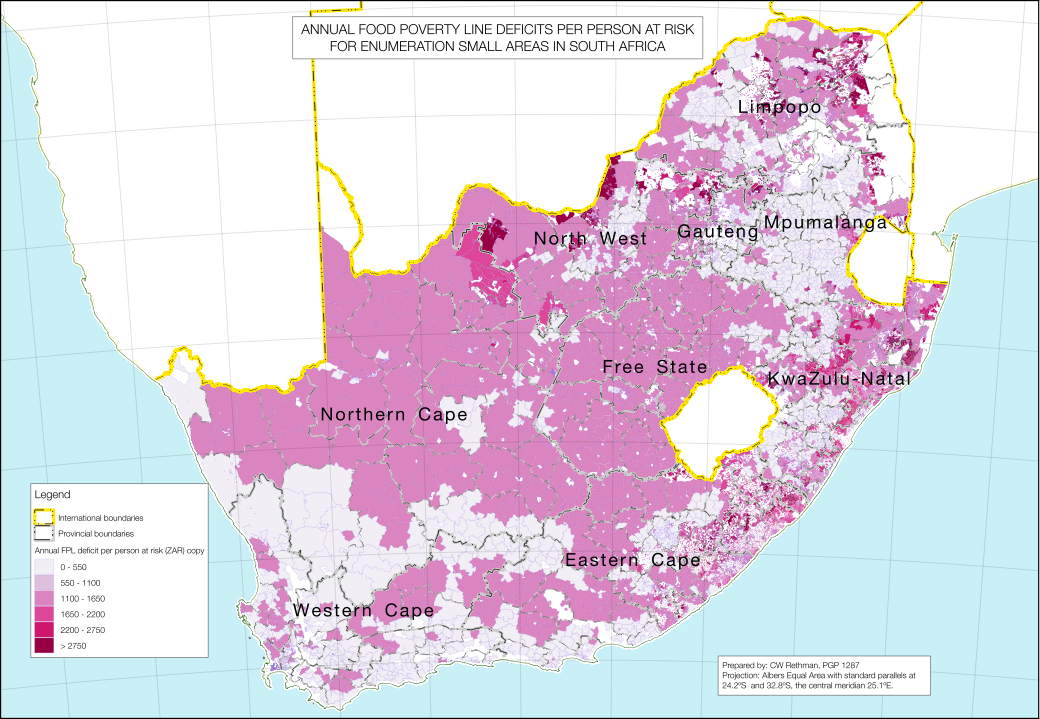 ANNUAL FOOD POVERTY LINE DEFICITS PER PERSON AT RISK
FOR ENUMERATION SMALL AREAS IN SOUTH AFRICA
Limpopo
Mpumalanga
Gauteng
North West
Free State
KwaZulu-Natal
Northern Cape
Eastern Cape
Western Cape
Legend
International boundaries
Provincial boundaries
Annual FPL deficit per person at risk (ZAR) copy
0 - 550
550 - 1100
1100 - 1650
1650 - 2200
2200 - 2750
> 2750
Prepared by: CW Rethman, PGP 1287
Projection: Albers Equal Area with standard parallels at
24.2ºS and 32.8ºS, the central meridian 25.1ºE.